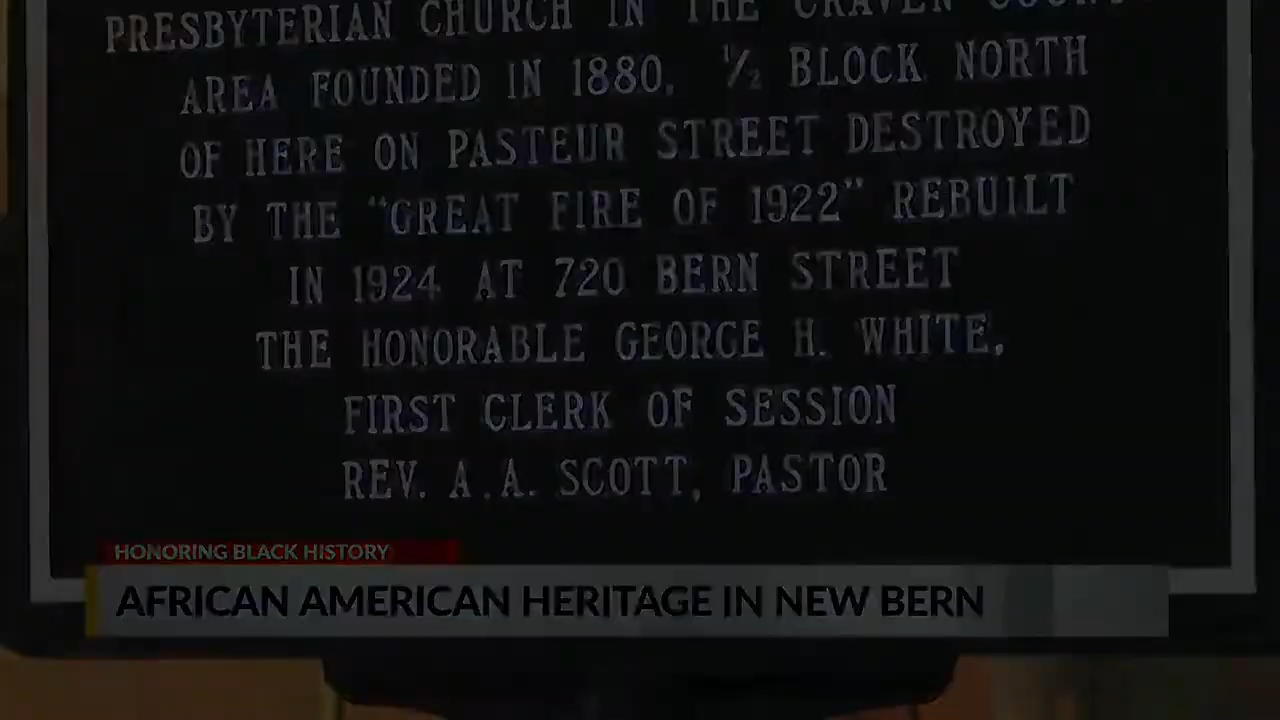 PRESBYTERIAN CHURCH IN THE CRAVEN
AREA FOUNDED IN 1880. ½ BLOCK NORTH
OF HERE ON PASTEUR STREET DESTROYED
BY THE "GREAT FIRE OF 1922" REBUILT
IN 1924 AT 720 BERN STREET
THE HONORABLE GEORGE H. WHITE,
FIRST CLERK OF SESSION
REV. A.A. SCOTT, PASTOR
HONORING BLACK HISTORY
AFRICAN AMERICAN HERITAGE IN NEW BERN